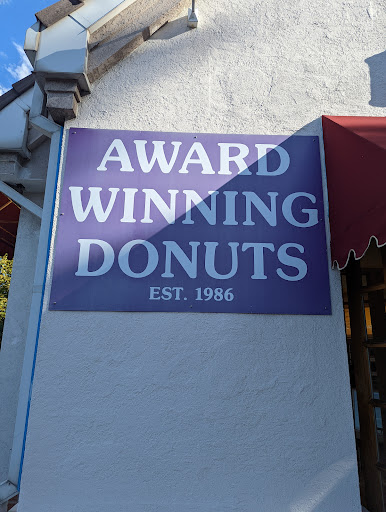 AWARD
WINNING
DONUTS
EST. 1986